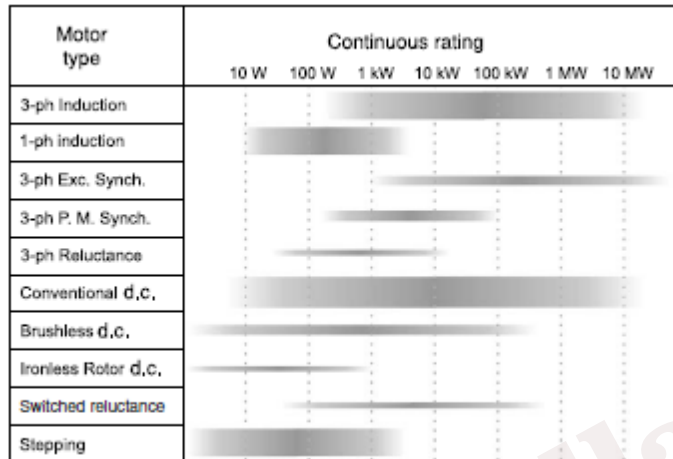 Motor
type
Continuous rating
10 W 100 W 1 kW 10 kW 100 kW 1 MW 10 MW
3-ph Induction
1-ph induction
3-ph Exc. Synch.
3-ph P. M. Synch.
3-ph Reluctance
Conventional d.c.
Brushless d.c.
Ironless Rotor d.c.
Switched reluctance
Stepping